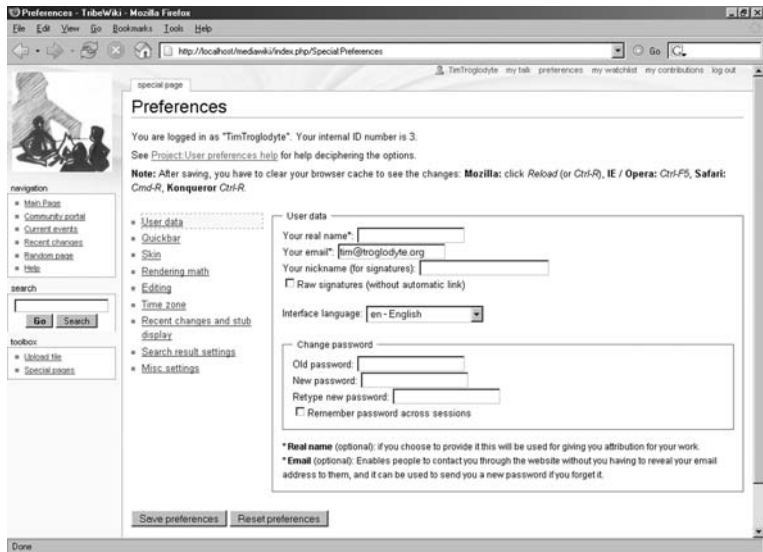 Preferences - TribeWiki - Mozilla Firefox
File Edit View Go Bookmarks Tools Help
http://localhost/mediawiki/index.php/Special:Preferences
Go
TimTroglodyte my talk preferences my watchlist my contributions log out
special page
Preferences
You are logged in as "TimTroglodyte". Your internal ID number is 3.
See Project:User preferences help for help deciphering the options.
Note: After saving, you have to clear your browser cache to see the changes: Mozilla: click Reload (or Ctrl-R), IE / Opera: Ctrl-F5, Safari:
Cmd-R, Konqueror Ctrl-R.
navigation
Main Page
Community portal
Current events
Recent changes
Random page
Help
search
Go Search
toolbox
Upload file
Special pages
User data
Quickbar
Skin
Rendering math
Editing
Time zone
Recent changes and stub
display
Search result settings
Misc settings
User data
Your real name*:
Your email*: tim@troglodyte.org
Your nickname (for signatures):
Raw signatures (without automatic link)
Interface language: en - English
Change password
Old password:
New password:
Retype new password:
Remember password across sessions
* Real name (optional): if you choose to provide it this will be used for giving you attribution for your work.
* Email (optional): Enables people to contact you through the website without you having to reveal your email
address to them, and it can be used to send you a new password if you forget it.
Save preferences Reset preferences
Done